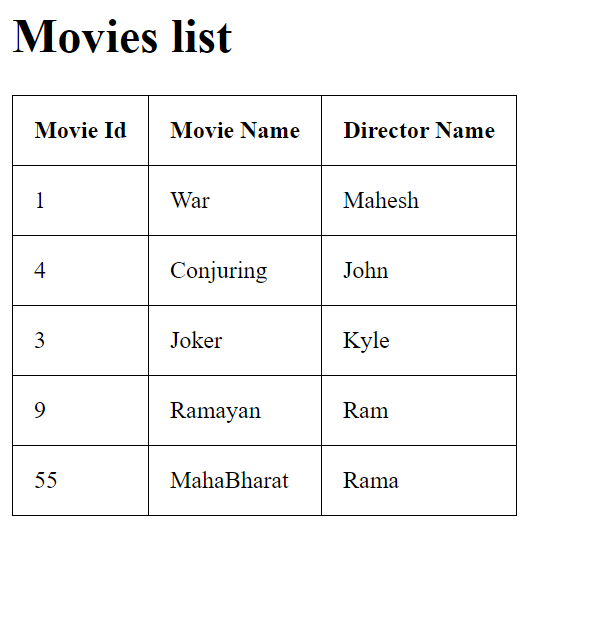 Movies list
Movie Id Movie Name Director Name
1 War Mahesh
4 Conjuring John
3 Joker Kyle
9 Ramayan Ram
55 MahaBharat Rama